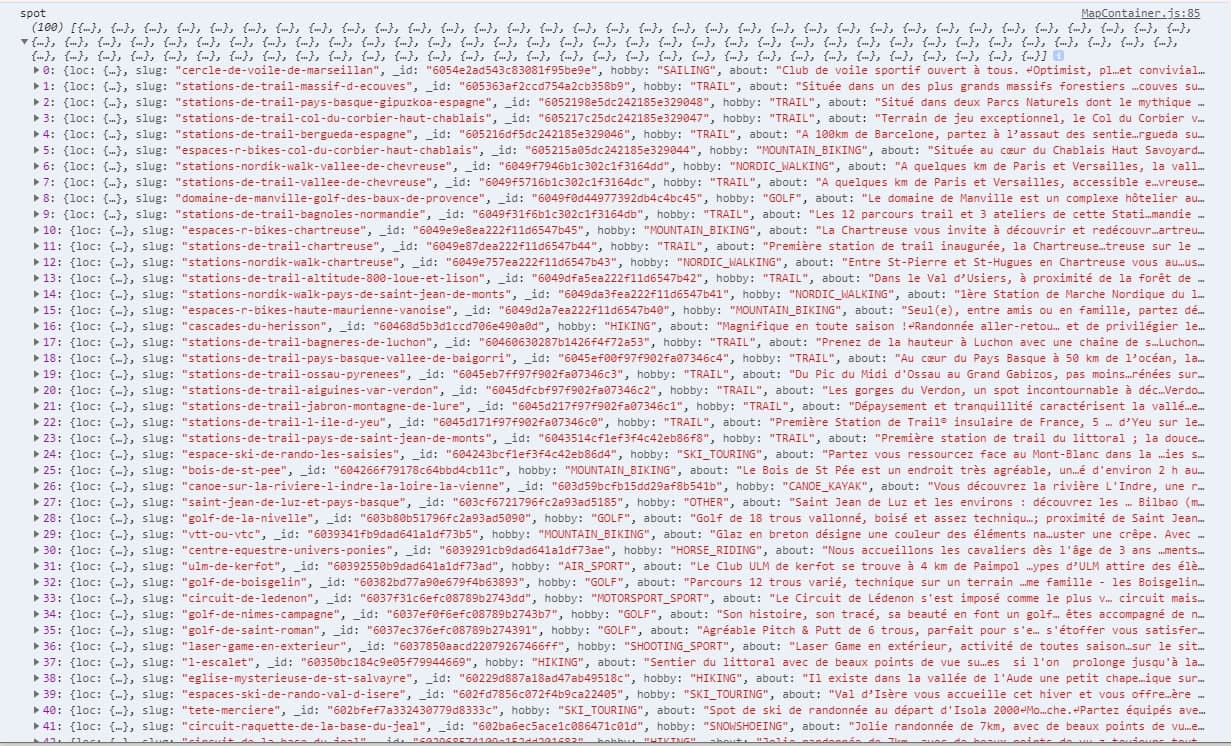 spot MapContainer.js:85
(100) [{…}, {…}, {…}, {…}, {…}, {…}, {…}, {…}, {…}, {…}, {…}, {…}, {…}, {…}, {…}, {…}, {…}, {…}, {…}, {…}, {…}, {…}, {…}, {…}, {…}, {…}, {…}, {…},
{…}, {…}, {…}, {…}, {…}, {…}, {…}, {…}, {…}, {…}, {…}, {…}, {…}, {…}, {…}, {…}, {…}, {…}, {…}, {…}, {…}, {…}, {…}, {…}, {…}, {…}, {…}, {…}, {…},
{…}, {…}, {…}, {…}, {…}, {…}, {…}, {…}, {…}, {…}, {…}, {…}, {…}, {…}, {…}, {…}, {…}, {…}, {…}, {…}, {…}, {…}, {…}, {…}, {…}, {…}, {…}, {…}, {…}, {…}, {…}, {…}, {…}, {…}, {…}, {…}, {…}, {…}, {…}, {…}, {…}, {…}, {…}]
0: {loc: {…}, slug: "cercle-de-voile-de-marseillan", _id: "6054e2ad543c83081f95be9e", hobby: "SAILING", about: "Club de voile sportif ouvert à tous. ↵Optimist, pl…et convivial…
1: {loc: {…}, slug: "stations-de-trail-massif-d-ecouves", _id: "605363af2ccd754a2cb358b9", hobby: "TRAIL", about: "Située dans un des plus grands massifs forestiers …couves su…
2: {loc: {…}, slug: "stations-de-trail-pays-basque-gipuzkoa-espagne", _id: "6052198e5dc242185e329048", hobby: "TRAIL", about: "Situé dans deux Parcs Naturels dont le mythique …
3: {loc: {…}, slug: "stations-de-trail-col-du-corbier-haut-chablais", _id: "605217c25dc242185e329047", hobby: "TRAIL", about: "Terrain de jeu exceptionnel, le Col du Corbier v…
4: {loc: {…}, slug: "stations-de-trail-bergueda-espagne", _id: "605216df5dc242185e329046", hobby: "TRAIL", about: "A 100km de Barcelone, partez à l’assaut des sentie…rgueda su…
5: {loc: {…}, slug: "espaces-r-bikes-col-du-corbier-haut-chablais", _id: "605215a05dc242185e329044", hobby: "MOUNTAIN_BIKING", about: "Située au cœur du Chablais Haut Savoyard…
6: {loc: {…}, slug: "stations-nordik-walk-vallee-de-chevreuse", _id: "6049f7946b1c302c1f3164dd", hobby: "NORDIC_WALKING", about: "A quelques km de Paris et Versailles, la vall…
7: {loc: {…}, slug: "stations-de-trail-vallee-de-chevreuse", _id: "6049f5716b1c302c1f3164dc", hobby: "TRAIL", about: "A quelques km de Paris et Versailles, accessible e…vreuse…
8: {loc: {…}, slug: "domaine-de-manville-golf-des-baux-de-provence", _id: "6049f0d44977392db4c4bc45", hobby: "GOLF", about: "Le domaine de Manville est un complexe hôtelier au…
9: {loc: {…}, slug: "stations-de-trail-bagnoles-normandie", _id: "6049f31f6b1c302c1f3164db", hobby: "TRAIL", about: "Les 12 parcours trail et 3 ateliers de cette Stati…mandie …
10: {loc: {…}, slug: "espaces-r-bikes-chartreuse", _id: "6049e9e8ea222f11d6547b45", hobby: "MOUNTAIN_BIKING", about: "La Chartreuse vous invite à découvrir et redécouvr…artreu…
11: {loc: {…}, slug: "stations-de-trail-chartreuse", _id: "6049e87dea222f11d6547b44", hobby: "TRAIL", about: "Première station de trail inaugurée, la Chartreuse…treuse sur le …
12: {loc: {…}, slug: "stations-nordik-walk-chartreuse", _id: "6049e757ea222f11d6547b43", hobby: "NORDIC_WALKING", about: "Entre St-Pierre et St-Hugues en Chartreuse vous au…us…
13: {loc: {…}, slug: "stations-de-trail-altitude-800-loue-et-lison", _id: "6049dfa5ea222f11d6547b42", hobby: "TRAIL", about: "Dans le Val d’Usiers, à proximité de la forêt de …
14: {loc: {…}, slug: "stations-nordik-walk-pays-de-saint-jean-de-monts", _id: "6049da3fea222f11d6547b41", hobby: "NORDIC_WALKING", about: "1ère Station de Marche Nordique du l…
15: {loc: {…}, slug: "espaces-r-bikes-haute-maurienne-vanoise", _id: "6049d2a7ea222f11d6547b40", hobby: "MOUNTAIN_BIKING", about: "Seul(e), entre amis ou en famille, partez dé…
16: {loc: {…}, slug: "cascades-du-herisson", _id: "60468d5b3d1ccd706e490a0d", hobby: "HIKING", about: "Magnifique en toute saison !↵Randonnée aller-retou… et de privilégier le…
17: {loc: {…}, slug: "stations-de-trail-bagneres-de-luchon", _id: "60460630287b1426f4f72a53", hobby: "TRAIL", about: "Prenez de la hauteur à Luchon avec une chaîne de s…Luchon…
18: {loc: {…}, slug: "stations-de-trail-pays-basque-vallee-de-baigorri", _id: "6045ef00f97f902fa07346c4", hobby: "TRAIL", about: "Au cœur du Pays Basque à 50 km de l’océan, la…
19: {loc: {…}, slug: "stations-de-trail-ossau-pyrenees", _id: "6045eb7ff97f902fa07346c3", hobby: "TRAIL", about: "Du Pic du Midi d’Ossau au Grand Gabizos, pas moins…rénées sur…
20: {loc: {…}, slug: "stations-de-trail-aiguines-var-verdon", _id: "6045dfcbf97f902fa07346c2", hobby: "TRAIL", about: "Les gorges du Verdon, un spot incontournable à déc…Verdo…
21: {loc: {…}, slug: "stations-de-trail-jabron-montagne-de-lure", _id: "6045d217f97f902fa07346c1", hobby: "TRAIL", about: "Dépaysement et tranquillité caractérisent la vallé…e…
22: {loc: {…}, slug: "stations-de-trail-l-ile-d-yeu", _id: "6045d171f97f902fa07346c0", hobby: "TRAIL", about: "Première Station de Trail® insulaire de France, 5 … d’Yeu sur le…
23: {loc: {…}, slug: "stations-de-trail-pays-de-saint-jean-de-monts", _id: "6043514cf1ef3f4c42eb86f8", hobby: "TRAIL", about: "Première station de trail du littoral ; la douce…
24: {loc: {…}, slug: "espace-ski-de-rando-les-saisies", _id: "604243bcf1ef3f4c42eb86d4", hobby: "SKI_TOURING", about: "Partez vous ressourcez face au Mont-Blanc dans la …ies s…
25: {loc: {…}, slug: "bois-de-st-pee", _id: "604266f79178c64bbd4cb11c", hobby: "MOUNTAIN_BIKING", about: "Le Bois de St Pée est un endroit très agréable, un…é d'environ 2 h au…
26: {loc: {…}, slug: "canoe-sur-la-riviere-l-indre-la-loire-la-vienne", _id: "603d59bcfb15dd29af8b541b", hobby: "CANOE_KAYAK", about: "Vous découvrez la rivière L'Indre, une r…
27: {loc: {…}, slug: "saint-jean-de-luz-et-pays-basque", _id: "603cf6721796fc2a93ad5185", hobby: "OTHER", about: "Saint Jean de Luz et les environs : découvrez les … Bilbao (m…
28: {loc: {…}, slug: "golf-de-la-nivelle", _id: "603b80b51796fc2a93ad5090", hobby: "GOLF", about: "Golf de 18 trous vallonné, boisé et assez techniqu…; proximité de Saint Jean…
29: {loc: {…}, slug: "vtt-ou-vtc", _id: "6039341fb9dad641a1df73b5", hobby: "MOUNTAIN_BIKING", about: "Glaz en breton désigne une couleur des éléments na…uster une crêpe. Avec …
30: {loc: {…}, slug: "centre-equestre-univers-ponies", _id: "6039291cb9dad641a1df73ae", hobby: "HORSE_RIDING", about: "Nous accueillons les cavaliers dès l'âge de 3 ans …ments…
31: {loc: {…}, slug: "ulm-de-kerfot", _id: "60392550b9dad641a1df73ad", hobby: "AIR_SPORT", about: "Le Club ULM de kerfot se trouve à 4 km de Paimpol …ypes d’ULM attire des élè…
32: {loc: {…}, slug: "golf-de-boisgelin", _id: "60382bd77a90e679f4b63893", hobby: "GOLF", about: "Parcours 12 trous varié, technique sur un terrain …me famille - les Boisgelin…
33: {loc: {…}, slug: "circuit-de-ledenon", _id: "6037f31c6efc08789b2743dd", hobby: "MOTORSPORT_SPORT", about: "Le Circuit de Lédenon s'est imposé comme le plus v… circuit mais…
34: {loc: {…}, slug: "golf-de-nimes-campagne", _id: "6037ef0f6efc08789b2743b7", hobby: "GOLF", about: "Son histoire, son tracé, sa beauté en font un golf… êtes accompagné de n…
35: {loc: {…}, slug: "golf-de-saint-roman", _id: "6037ec376efc08789b274391", hobby: "GOLF", about: "Agréable Pitch & Putt de 6 trous, parfait pour s'e… s'étoffer vous satisfer…
36: {loc: {…}, slug: "laser-game-en-exterieur", _id: "6037850aacd22079267466ff", hobby: "SHOOTING_SPORT", about: "Laser Game en extérieur, activité de toutes saison…sur le sit…
37: {loc: {…}, slug: "l-escalet", _id: "60350bc184c9e05f79944669", hobby: "HIKING", about: "Sentier du littoral avec de beaux points de vue su…es  si l'on  prolonge jusqu'à la…
38: {loc: {…}, slug: "eglise-mysterieuse-de-st-salvayre", _id: "60229d887a18ad47ab49518c", hobby: "HIKING", about: "Il existe dans la vallée de l'Aude une petit chape…ique sur…
39: {loc: {…}, slug: "espaces-ski-de-rando-val-d-isere", _id: "602fd7856c072f4b9ca22405", hobby: "SKI_TOURING", about: "Val d’Isère vous accueille cet hiver et vous offre…ère …
40: {loc: {…}, slug: "tete-merciere", _id: "602bfef7a332430779d8333c", hobby: "SKI_TOURING", about: "Spot de ski de randonnée au départ d'Isola 2000↵Mo…che.↵Partez équipés ave…
41: {loc: {…}, slug: "circuit-raquette-de-la-base-du-jeal", _id: "602ba6ec5ace1c086471c01d", hobby: "SNOWSHOEING", about: "Jolie randonnée de 7km, avec de beaux points de vu…e…